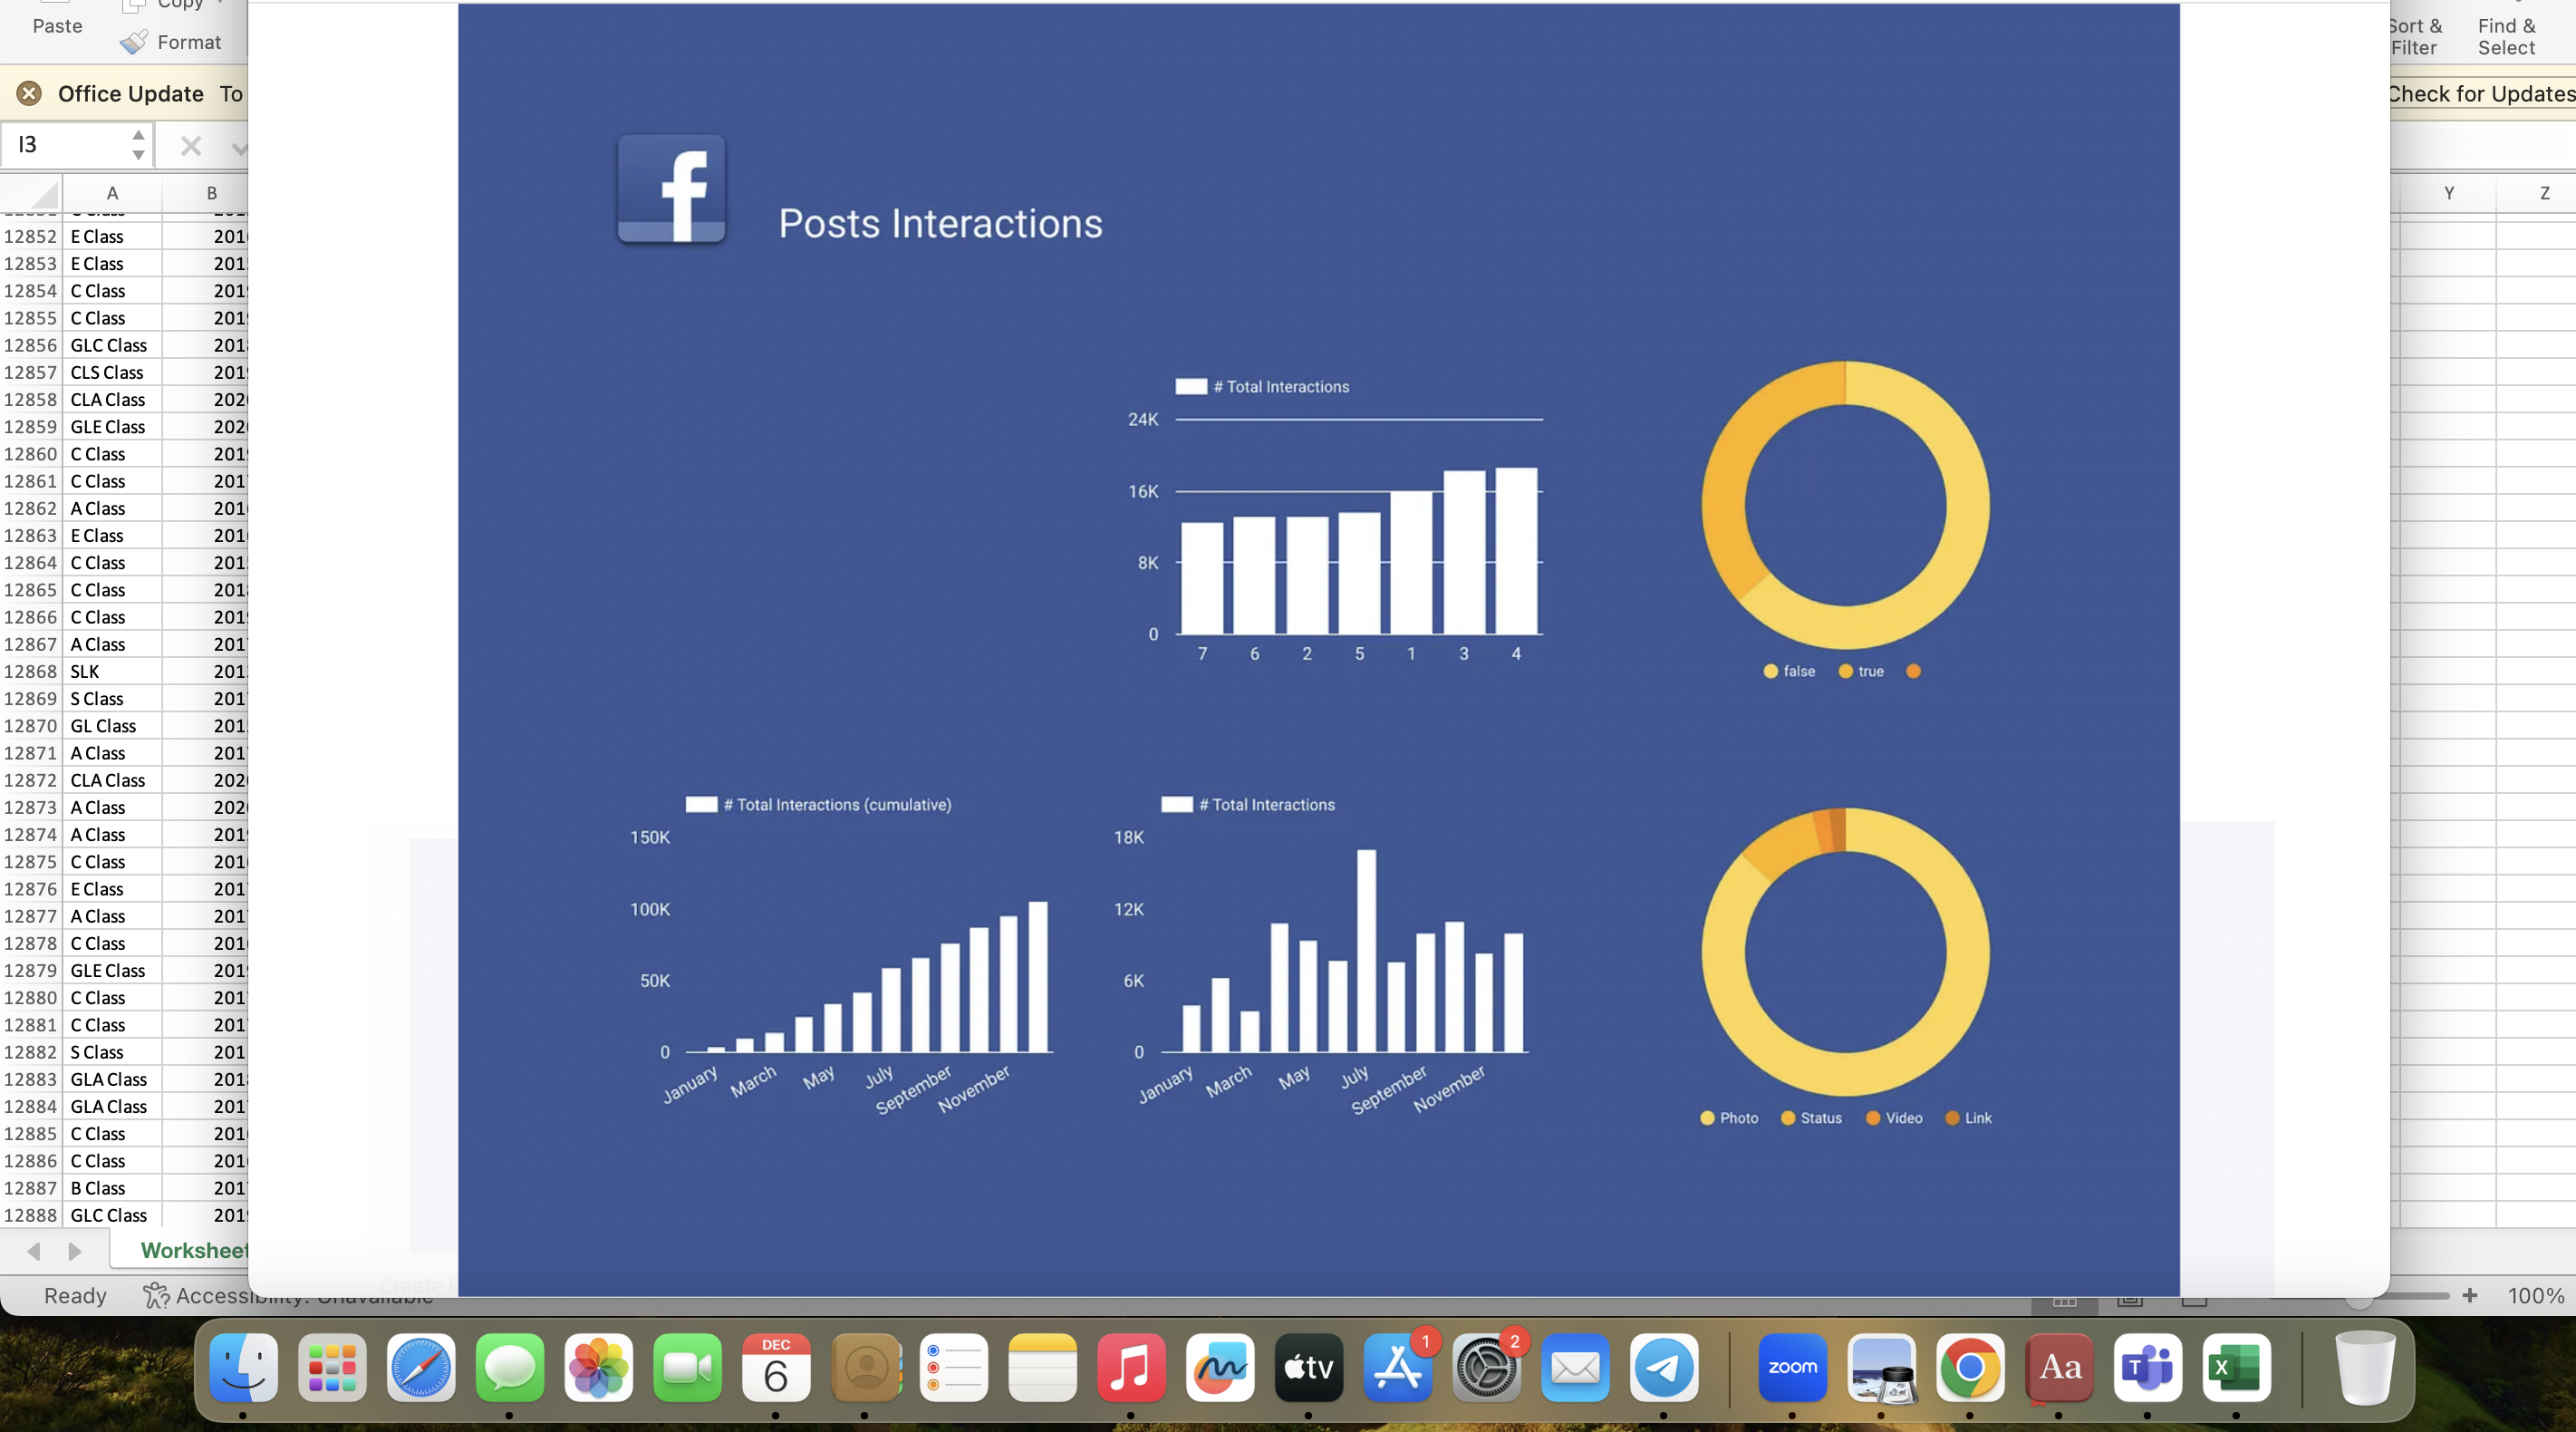 Paste
Copy
Format
Sort &
Filter
Find &
Select
Office Update To
Check for Updates
I3
A B
Y Z
12852 E Class 201
12853 E Class 201
12854 C Class 201
12855 C Class 201
12856 GLC Class 201
12857 CLS Class 201
12858 CLA Class 202
12859 GLE Class 202
12860 C Class 201
12861 C Class 201
12862 A Class 201
12863 E Class 201
12864 C Class 201
12865 C Class 201
12866 C Class 201
12867 A Class 201
12868 SLK 201
12869 S Class 201
12870 GL Class 201
12871 A Class 201
12872 CLA Class 202
12873 A Class 202
12874 A Class 201
12875 C Class 201
12876 E Class 201
12877 A Class 201
12878 C Class 201
12879 GLE Class 201
12880 C Class 201
12881 C Class 201
12882 S Class 201
12883 GLA Class 201
12884 GLA Class 201
12885 C Class 201
12886 C Class 201
12887 B Class 201
12888 GLC Class 201
Worksheet
Ready Accessibility: Unavailable
100%
f
Posts Interactions
# Total Interactions
24K
16K
8K
0
7 6 2 5 1 3 4
false true
# Total Interactions (cumulative)
150K
100K
50K
0
January March May July September November
# Total Interactions
18K
12K
6K
0
January March May July September November
Photo Status Video Link
DEC
6
tv
1
2
zoom
Aa
T
X